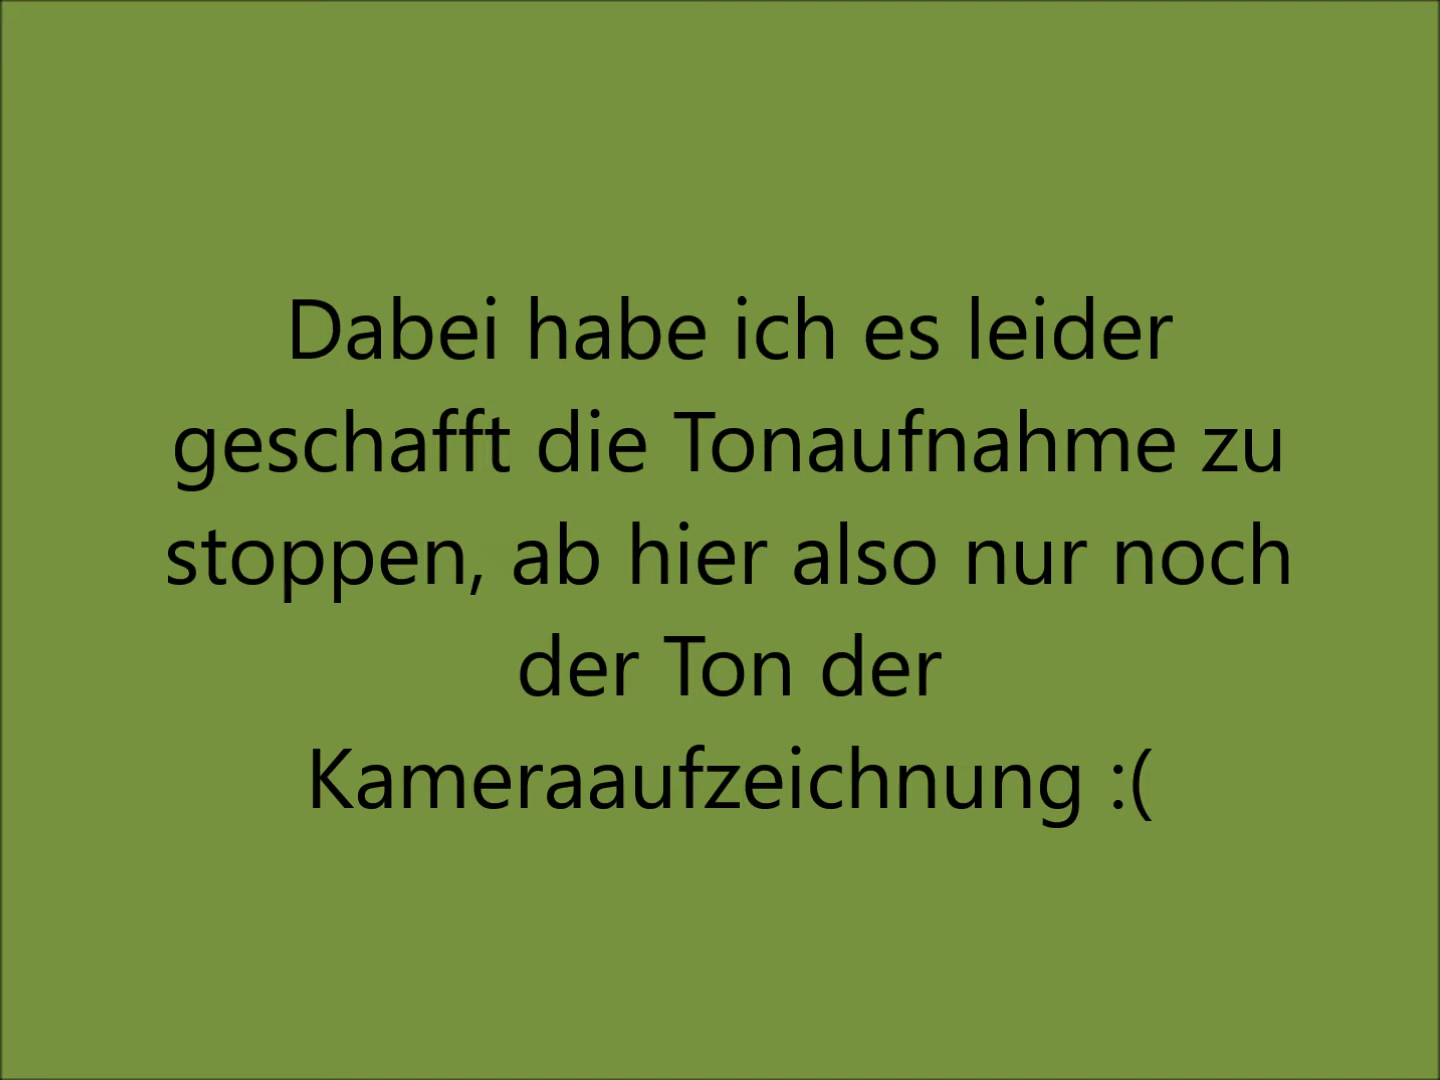 Dabei habe ich es leider
geschafft die Tonaufnahme zu
stoppen, ab hier also nur noch
der Ton der
Kameraaufzeichnung :(